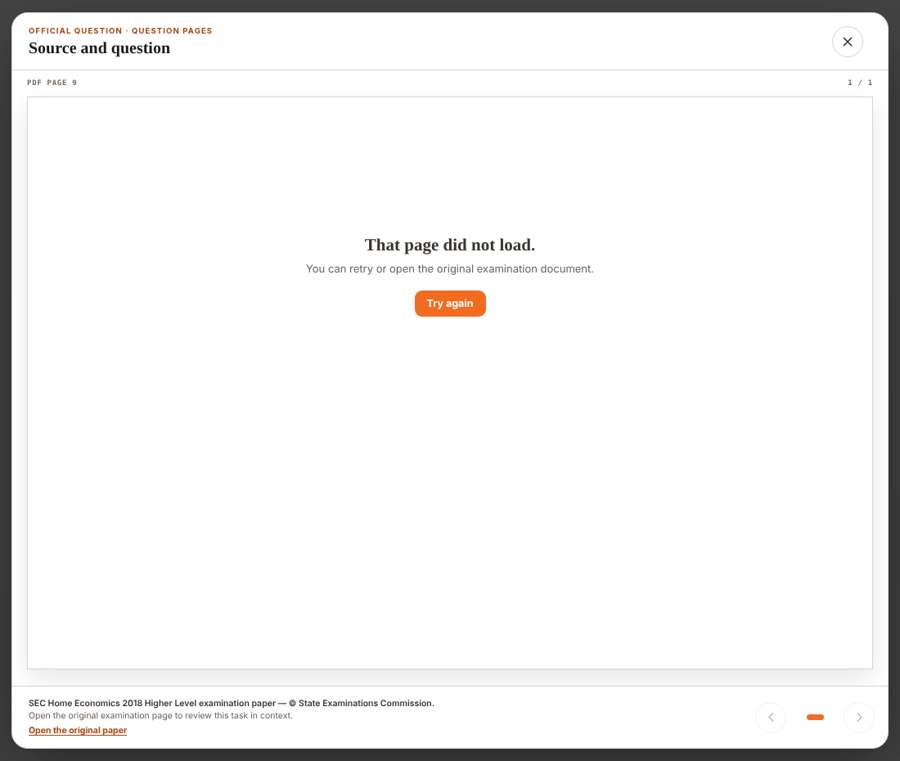 OFFICIAL QUESTION · QUESTION PAGES
Source and question
PDF PAGE 9
1 / 1
That page did not load.
You can retry or open the original examination document.
Try again
SEC Home Economics 2018 Higher Level examination paper — © State Examinations Commission.
Open the original examination page to review this task in context.
Open the original paper